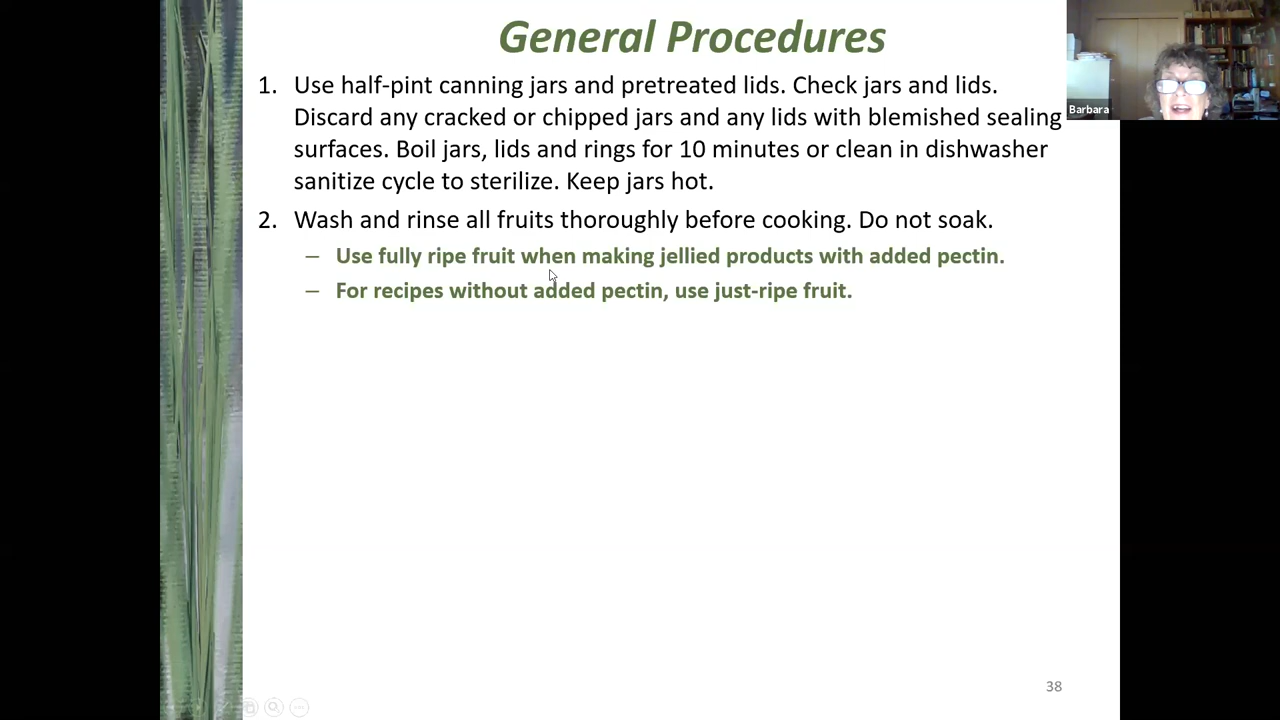 General Procedures
1. Use half-pint canning jars and pretreated lids. Check jars and lids.
Discard any cracked or chipped jars and any lids with blemished sealing
surfaces. Boil jars, lids and rings for 10 minutes or clean in dishwasher
sanitize cycle to sterilize. Keep jars hot.
2. Wash and rinse all fruits thoroughly before cooking. Do not soak.
– Use fully ripe fruit when making jellied products with added pectin.
– For recipes without added pectin, use just-ripe fruit.
Barbara
38